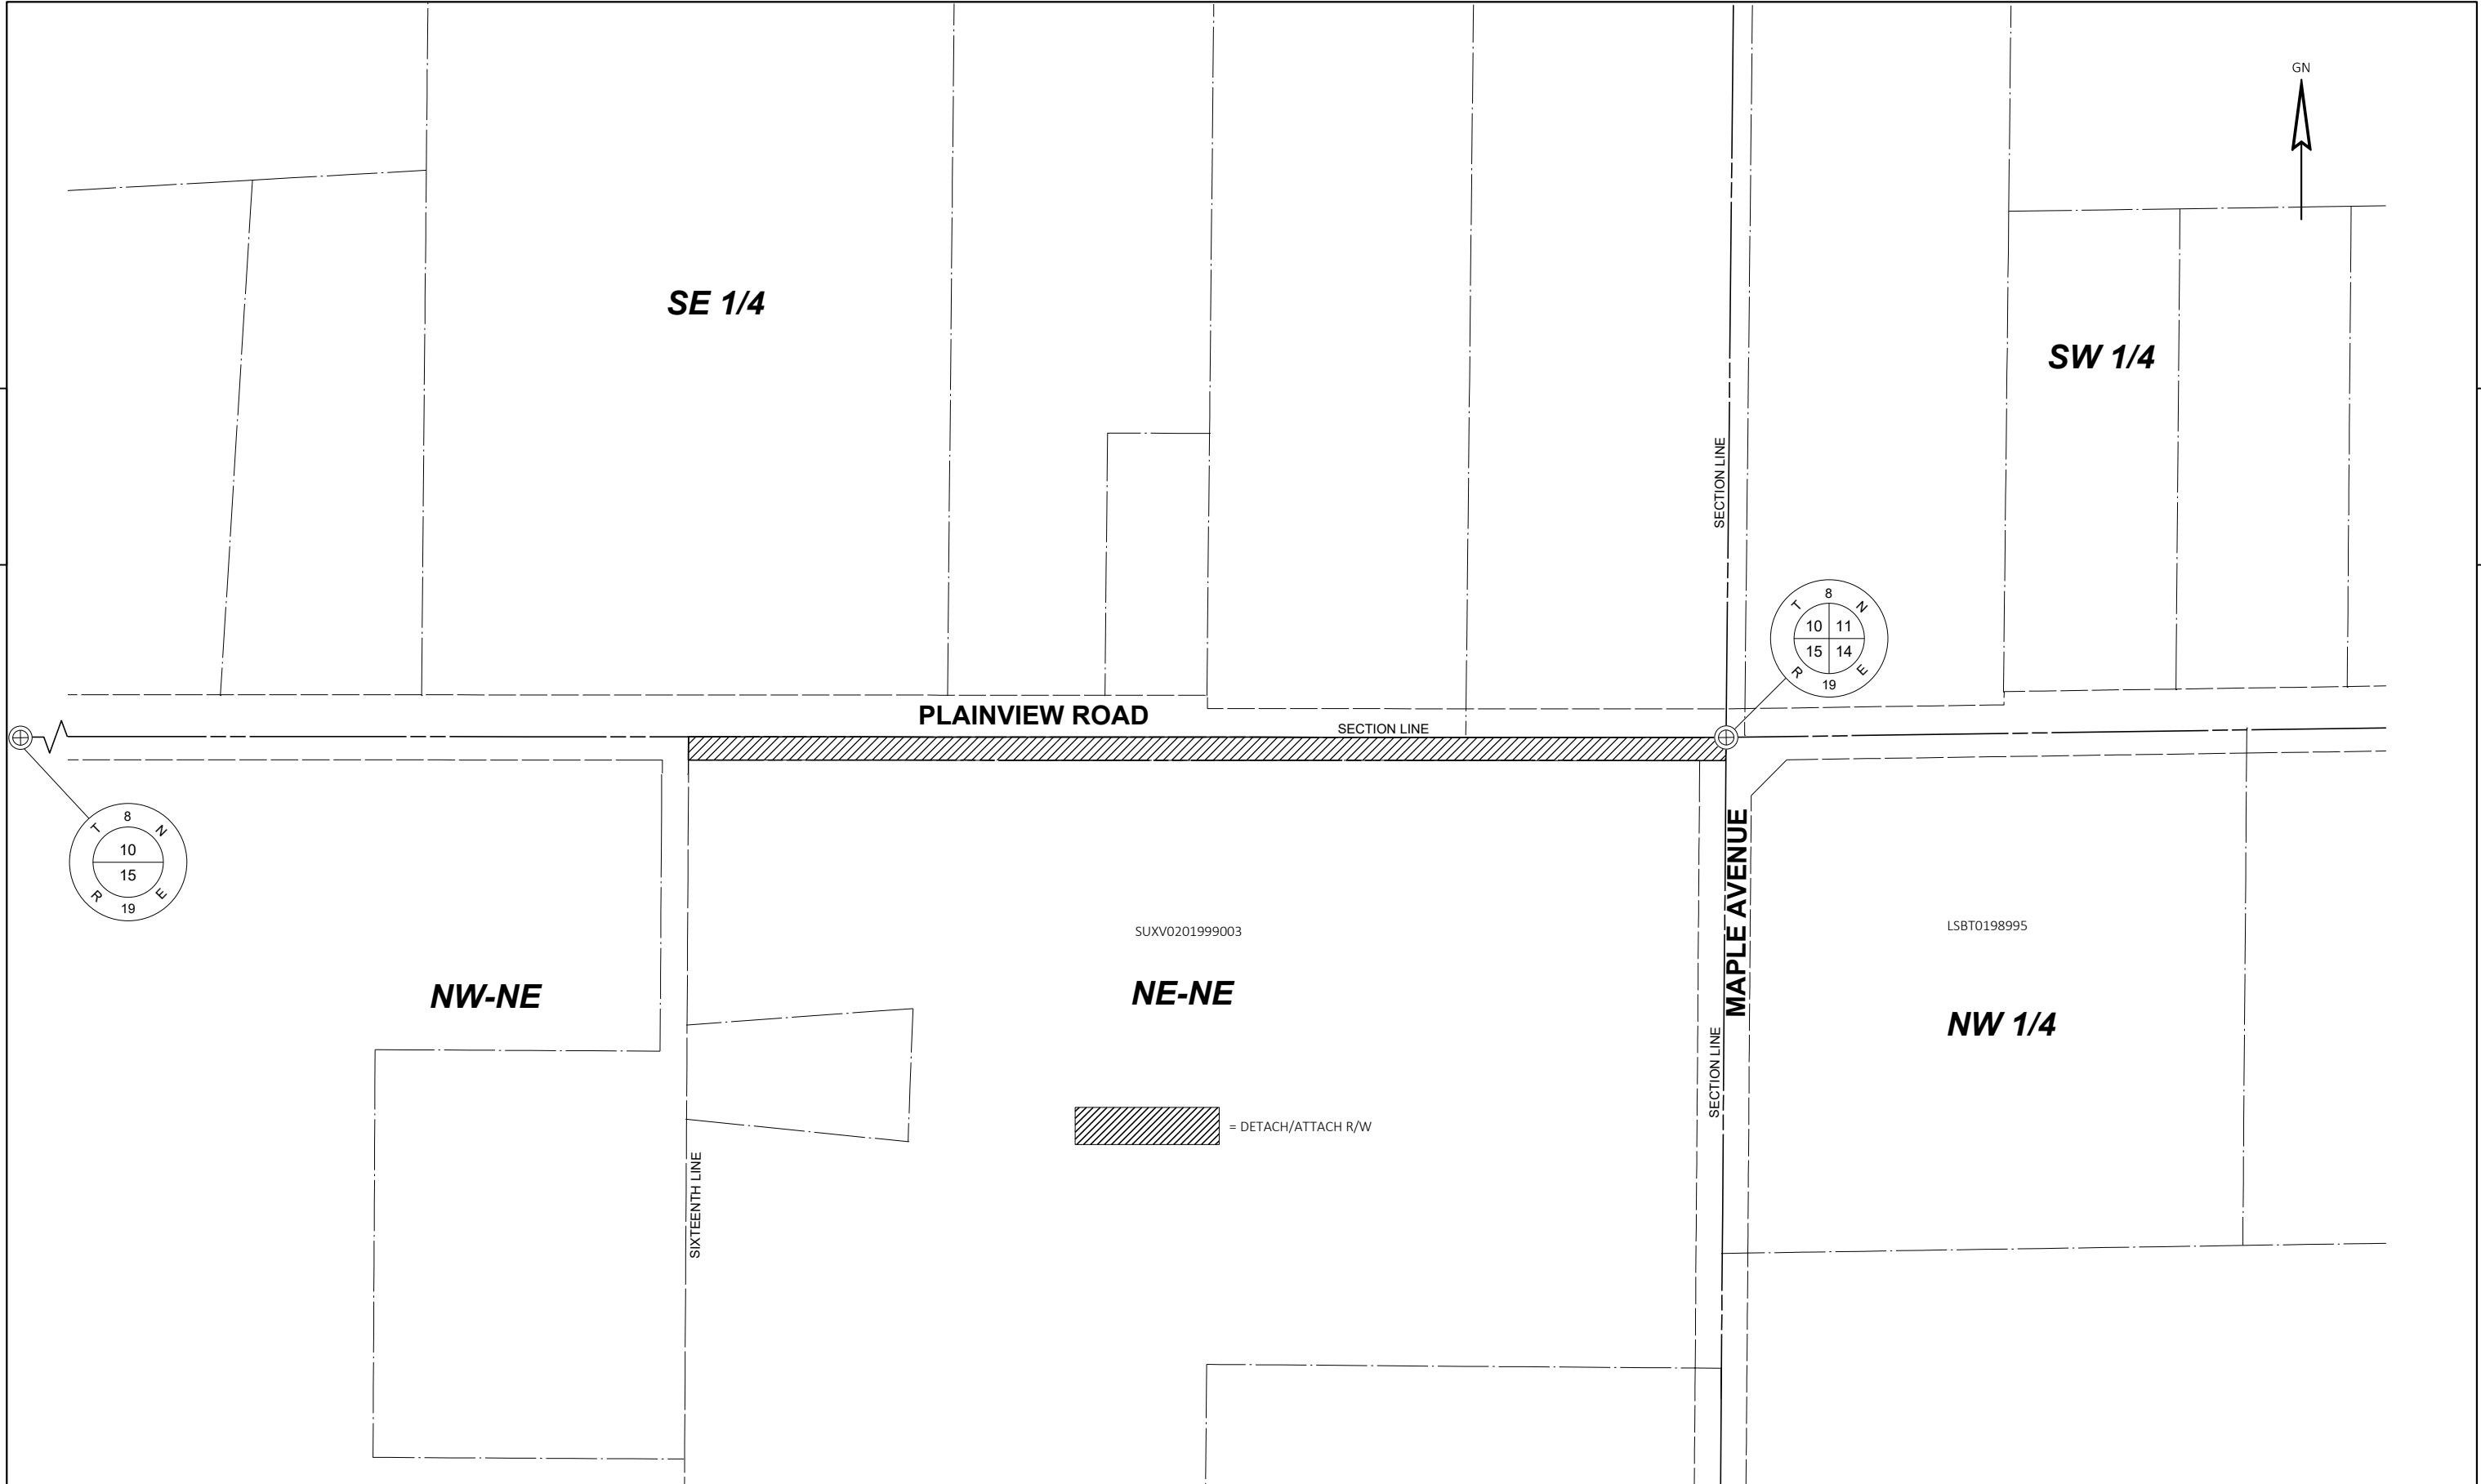 GN
SE 1/4
SW 1/4
SECTION LINE
T 8 N
10 11
15 14
R 19 E
PLAINVIEW ROAD
SECTION LINE
T 8 N
10
15
R 19 E
MAPLE AVENUE
SUXV0201999003
LSBT0198995
NW-NE
NE-NE
NW 1/4
SECTION LINE
= DETACH/ATTACH R/W
SIXTEENTH LINE